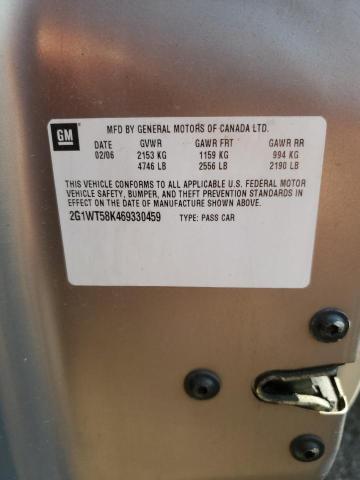 GM
MFD BY GENERAL MOTORS OF CANADA LTD.
DATE GVWR GAWR FRT GAWR RR
02/06 2153 KG 1159 KG 994 KG
4746 LB 2556 LB 2190 LB
THIS VEHICLE CONFORMS TO ALL APPLICABLE U.S. FEDERAL MOTOR
VEHICLE SAFETY, BUMPER, AND THEFT PREVENTION STANDARDS IN
EFFECT ON THE DATE OF MANUFACTURE SHOWN ABOVE.
2G1WT58K469330459 TYPE: PASS CAR